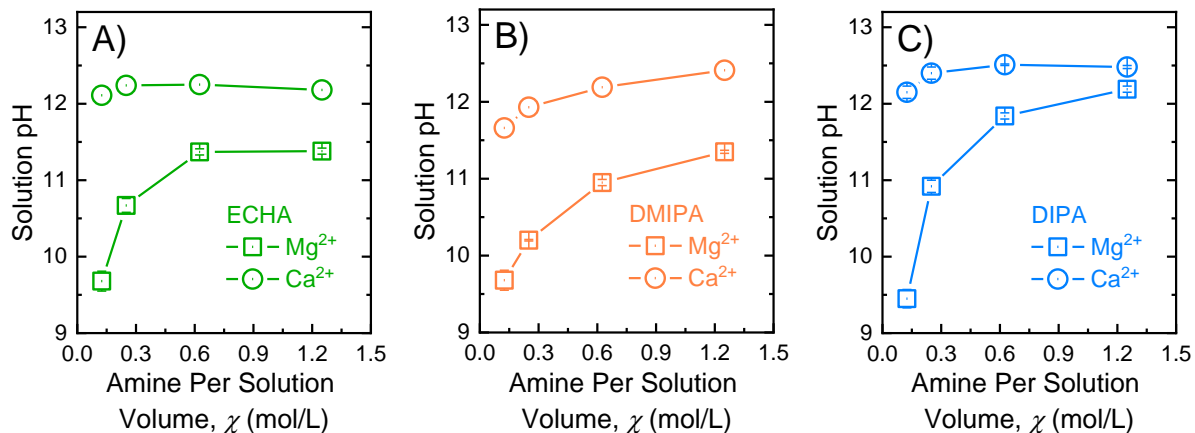 A)
Solution pH
13
12
11
10
9
ECHA
Mg²⁺
Ca²⁺
0.0 0.3 0.6 0.9 1.2 1.5
Amine Per Solution
Volume, χ (mol/L)
B)
Solution pH
13
12
11
10
9
DMIPA
Mg²⁺
Ca²⁺
0.0 0.3 0.6 0.9 1.2 1.5
Amine Per Solution
Volume, χ (mol/L)
C)
Solution pH
13
12
11
10
9
DIPA
Mg²⁺
Ca²⁺
0.0 0.3 0.6 0.9 1.2 1.5
Amine Per Solution
Volume, χ (mol/L)